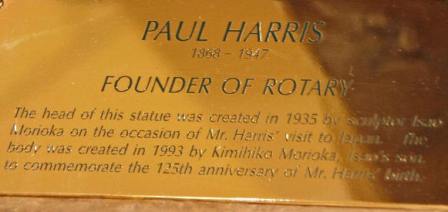 PAUL HARRIS
1868 - 1947
FOUNDER OF ROTARY
The head of this statue was created in 1935 by sculptor Isao
Morioka on the occasion of Mr. Harris' visit to Japan. The
body was created in 1993 by Kimihiko Morioka, Isao's son,
to commemorate the 125th anniversary of Mr. Harris' birth.